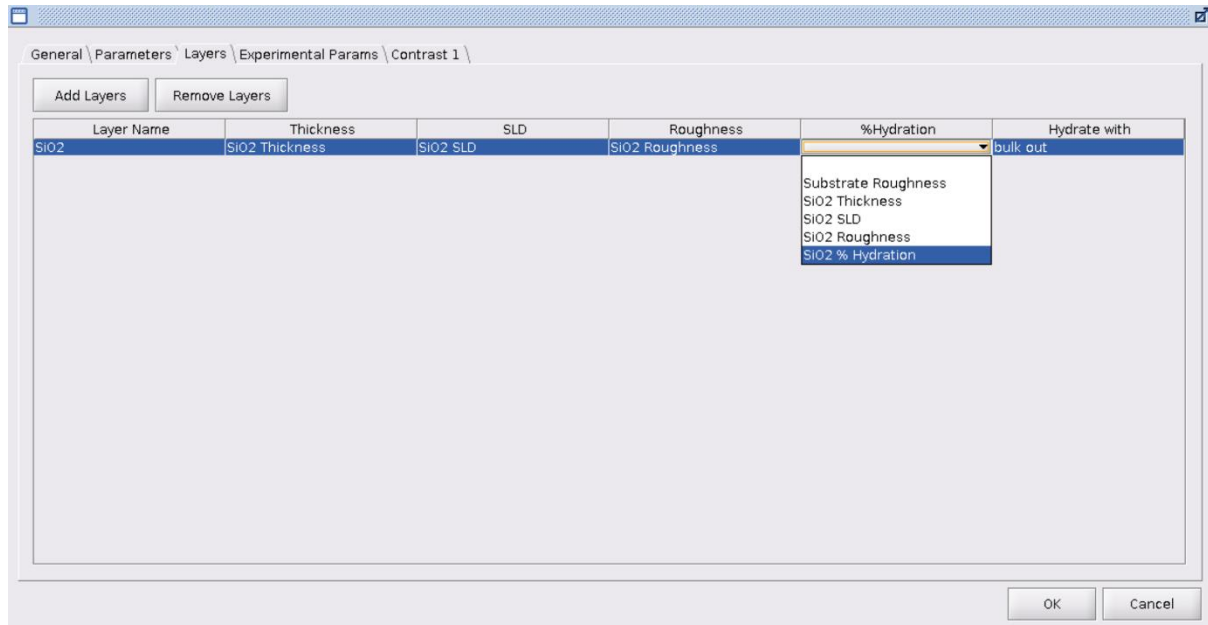 General Parameters Layers Experimental Params Contrast 1
Add Layers Remove Layers
Layer Name Thickness SLD Roughness %Hydration Hydrate with
SiO2 SiO2 Thickness SiO2 SLD SiO2 Roughness bulk out
Substrate Roughness
SiO2 Thickness
SiO2 SLD
SiO2 Roughness
SiO2 % Hydration
OK Cancel